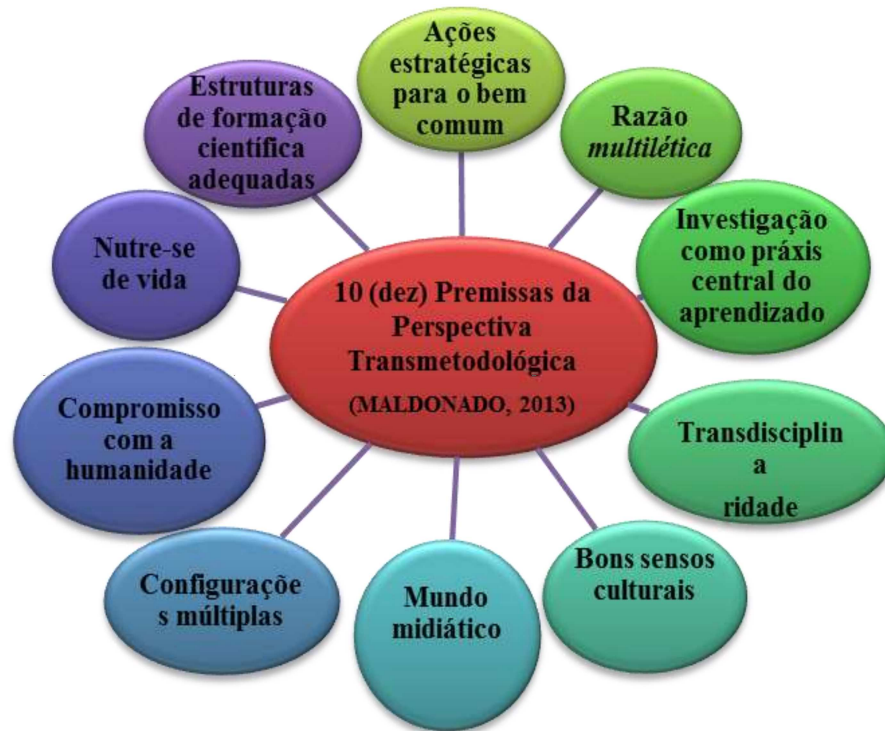 10 (dez) Premissas da
Perspectiva
Transmetodológica
(MALDONADO, 2013)
Ações
estratégicas
para o bem
comum
Razão
multilética
Investigação
como práxis
central do
aprendizado
Transdisciplin
a
ridade
Bons sensos
culturais
Mundo
midiático
Configuraçõe
s múltiplas
Compromisso
com a
humanidade
Nutre-se
de vida
Estruturas
de formação
científica
adequadas